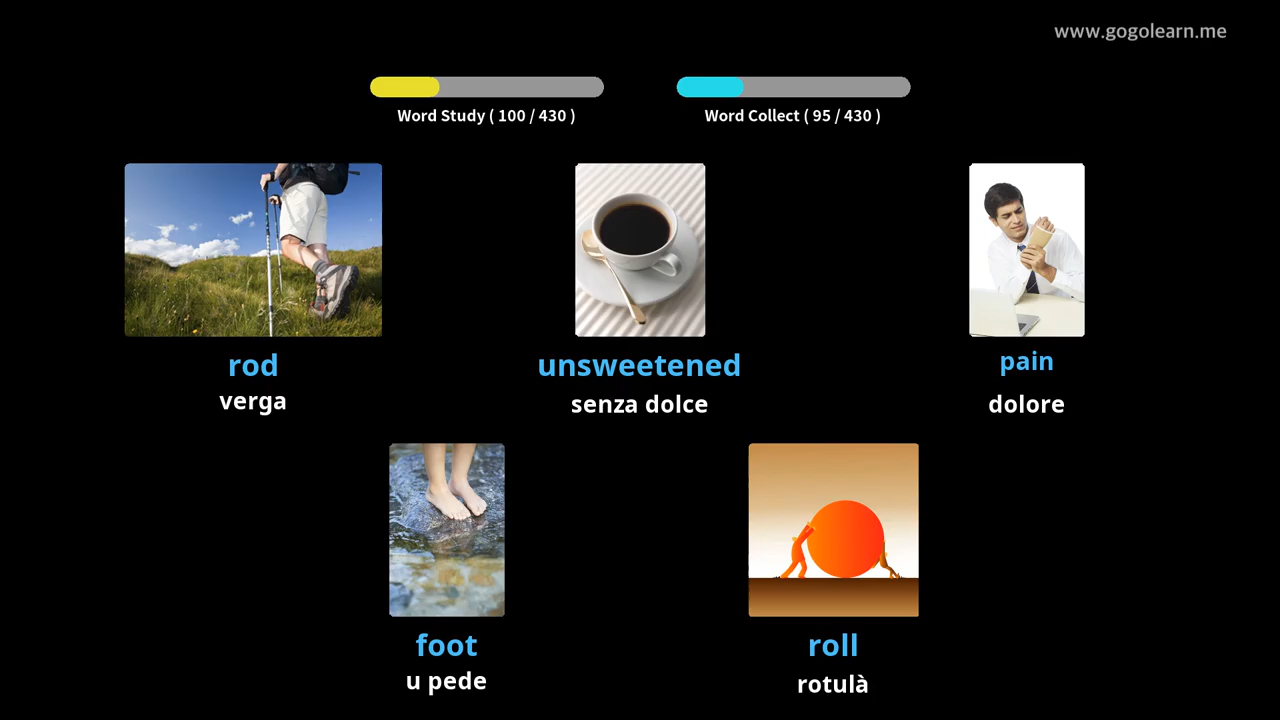 www.gogolearn.me
Word Study ( 100 / 430 )
Word Collect ( 95 / 430 )
rod
verga
unsweetened
senza dolce
pain
dolore
foot
u pede
roll
rotulà